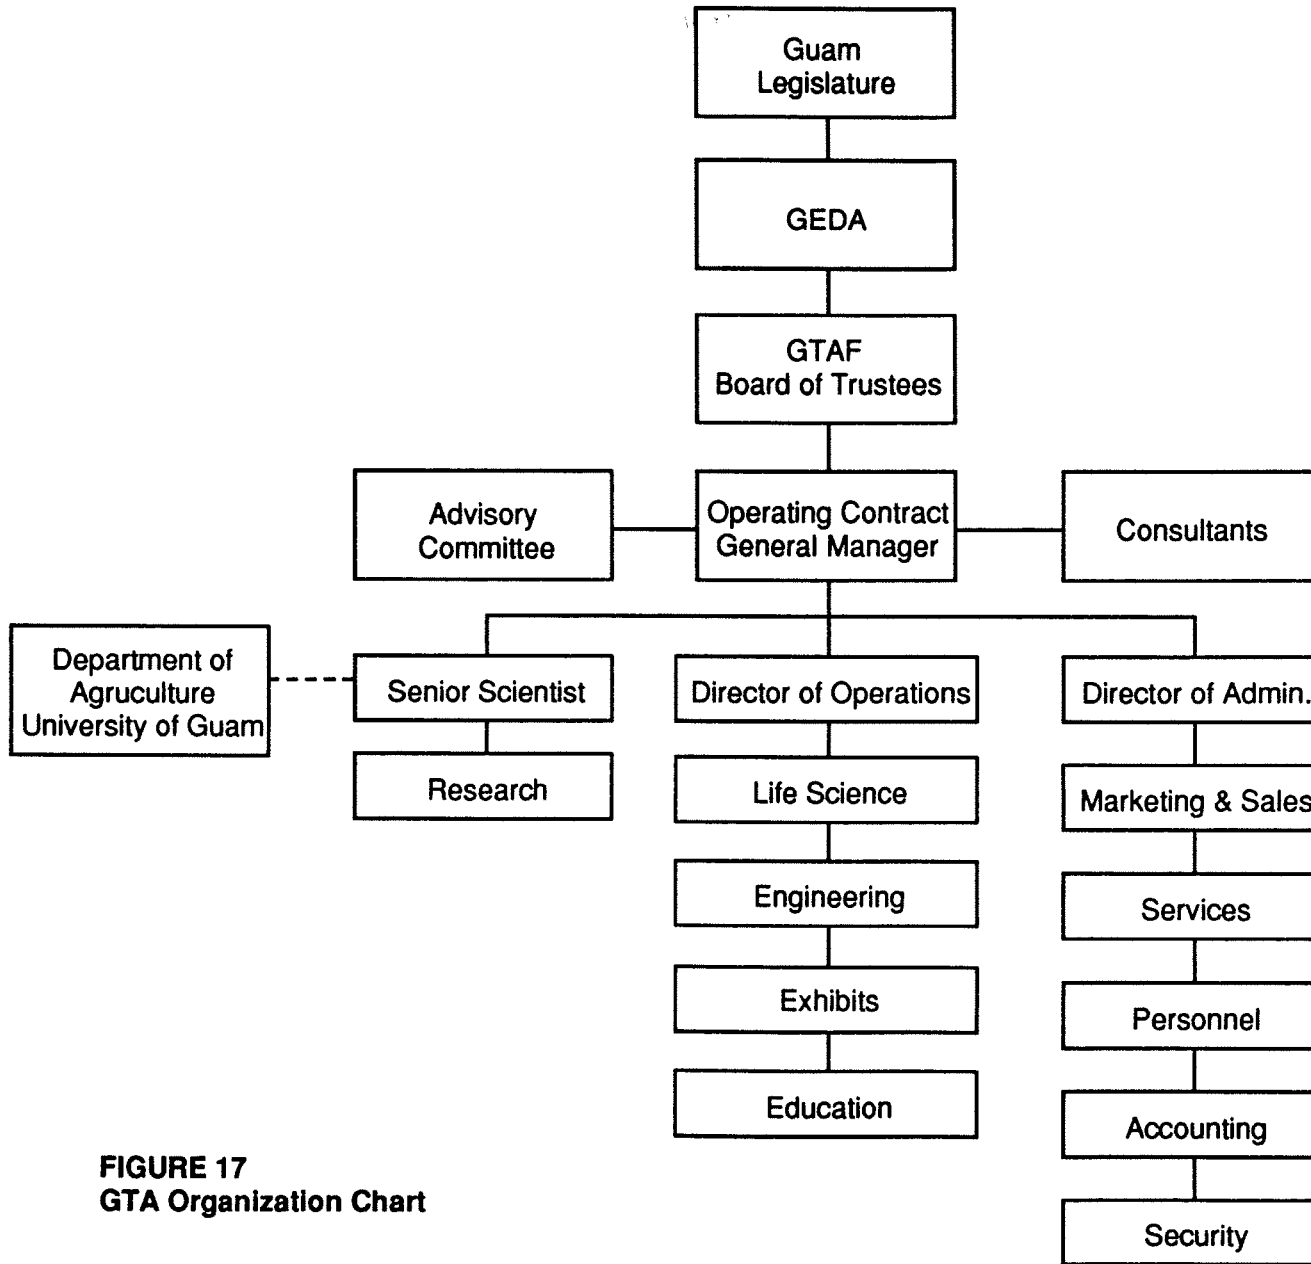 Guam
Legislature
GEDA
GTAF
Board of Trustees
Advisory
Committee
Operating Contract
General Manager
Consultants
Department of
Agruculture
University of Guam
Senior Scientist
Director of Operations
Director of Admin.
Research
Life Science
Marketing & Sales
Engineering
Services
Exhibits
Personnel
Education
Accounting
Security
FIGURE 17
GTA Organization Chart